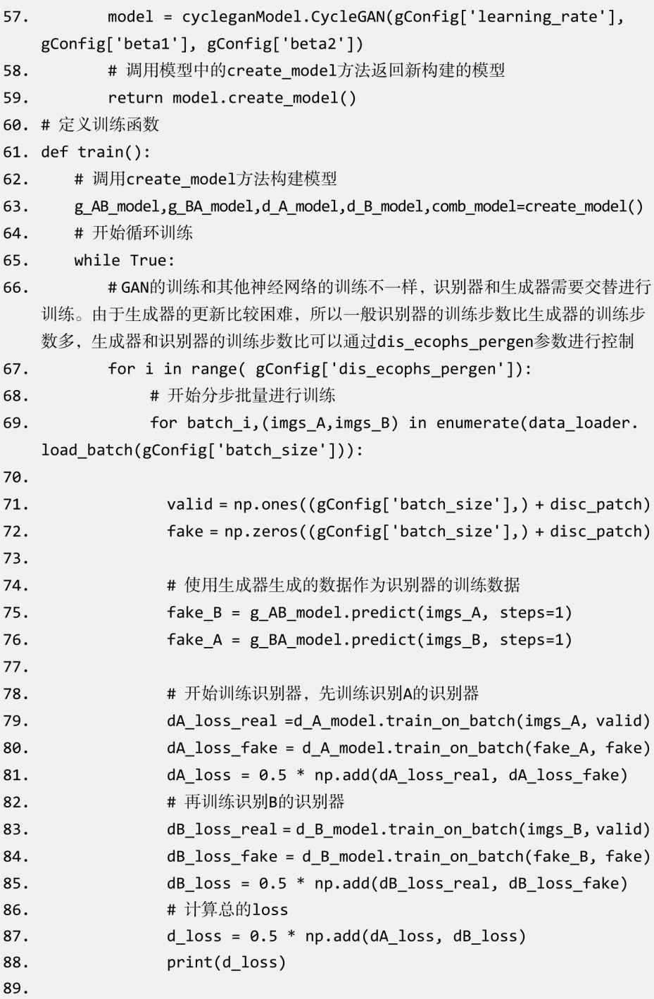 57.         model = cycleganModel.CycleGAN(gConfig['learning_rate'],
gConfig['beta1'], gConfig['beta2'])
58.         # 调用模型中的create_model方法返回新构建的模型
59.         return model.create_model()
60. # 定义训练函数
61. def train():
62.     # 调用create_model方法构建模型
63.     g_AB_model,g_BA_model,d_A_model,d_B_model,comb_model=create_model()
64.     # 开始循环训练
65.     while True:
66.         # GAN的训练和其他神经网络的训练不一样，识别器和生成器需要交替进行
训练。由于生成器的更新比较困难，所以一般识别器的训练步数比生成器的训练步
数多，生成器和识别器的训练步数比可以通过dis_ecophs_pergen参数进行控制
67.         for i in range( gConfig['dis_ecophs_pergen']):
68.             # 开始分步批量进行训练
69.             for batch_i,(imgs_A,imgs_B) in enumerate(data_loader.
load_batch(gConfig['batch_size'])):
70.
71.               valid = np.ones((gConfig['batch_size'],) + disc_patch)
72.               fake = np.zeros((gConfig['batch_size'],) + disc_patch)
73.
74.               # 使用生成器生成的数据作为识别器的训练数据
75.               fake_B = g_AB_model.predict(imgs_A, steps=1)
76.               fake_A = g_BA_model.predict(imgs_B, steps=1)
77.
78.               # 开始训练识别器，先训练识别A的识别器
79.               dA_loss_real =d_A_model.train_on_batch(imgs_A, valid)
80.               dA_loss_fake = d_A_model.train_on_batch(fake_A, fake)
81.               dA_loss = 0.5 * np.add(dA_loss_real, dA_loss_fake)
82.               # 再训练识别B的识别器
83.               dB_loss_real = d_B_model.train_on_batch(imgs_B, valid)
84.               dB_loss_fake = d_B_model.train_on_batch(fake_B, fake)
85.               dB_loss = 0.5 * np.add(dB_loss_real, dB_loss_fake)
86.               # 计算总的loss
87.               d_loss = 0.5 * np.add(dA_loss, dB_loss)
88.               print(d_loss)
89.